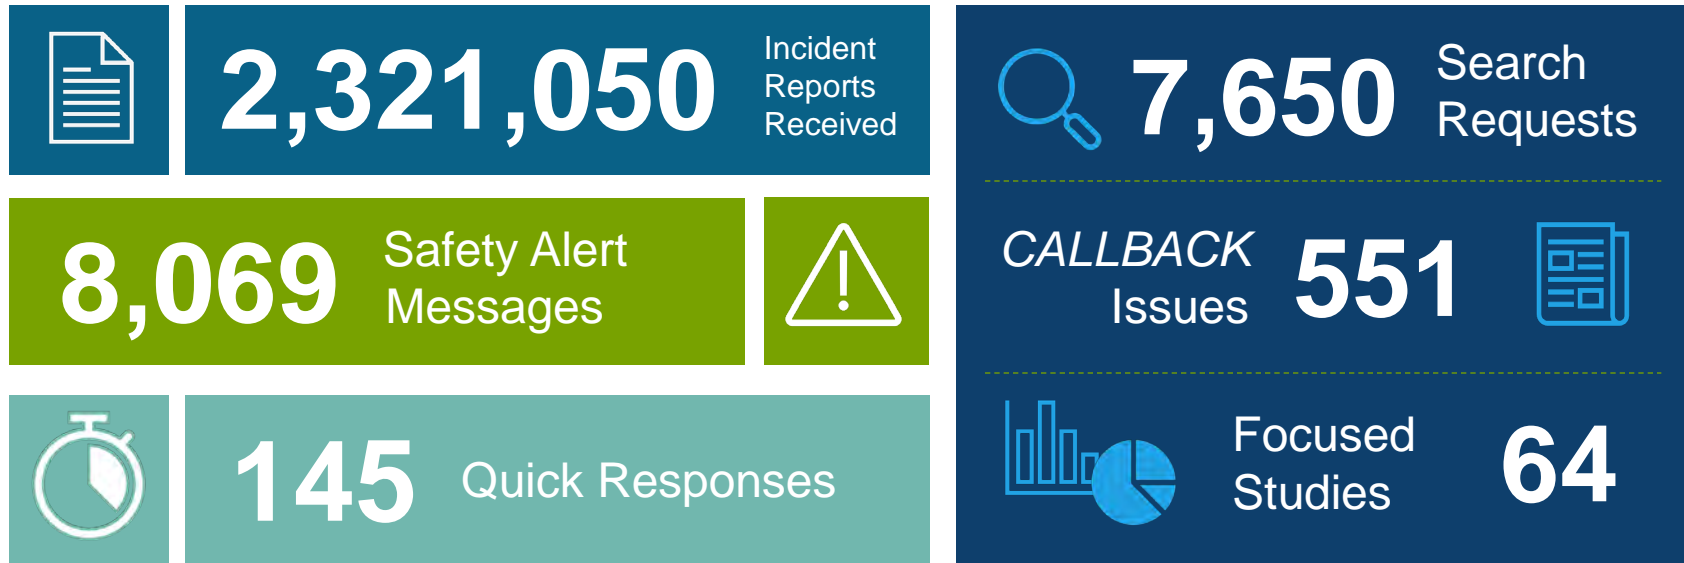 2,321,050
Incident
Reports
Received
8,069
Safety Alert
Messages
145
Quick Responses
7,650
Search
Requests
CALLBACK
Issues
551
Focused
Studies
64